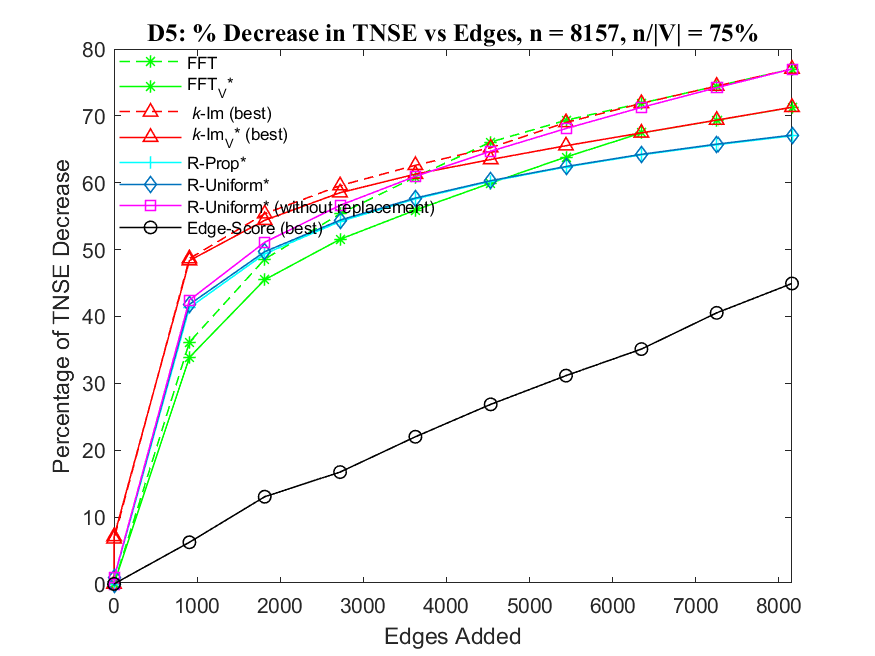 D5: % Decrease in TNSE vs Edges, n = 8157, n/|V| = 75%
80
70
60
50
40
30
20
10
0
Percentage of TNSE Decrease
FFT
FFT_V*
k-Im (best)
k-Im_V* (best)
R-Prop*
R-Uniform*
R-Uniform* (without replacement)
Edge-Score (best)
0 1000 2000 3000 4000 5000 6000 7000 8000
Edges Added